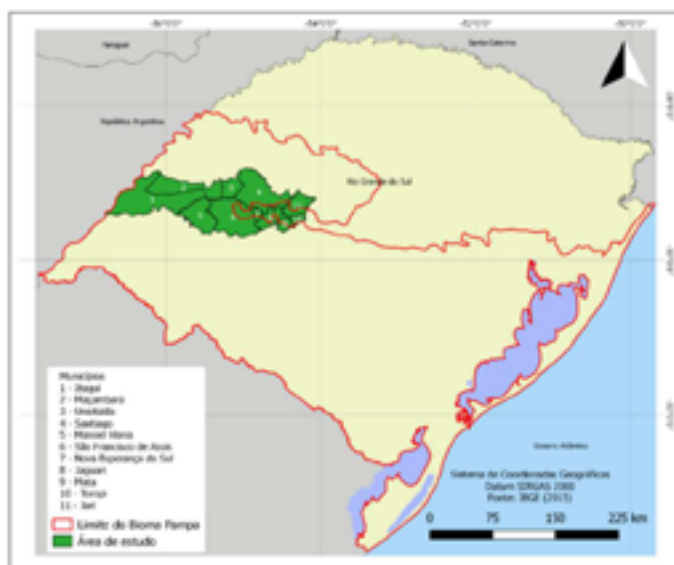 Paraguai
Santa Catarina
República Argentina
Rio Grande do Sul
Oceano Atlântico
Municípios
1 - Itaqui
2 - Maçambará
3 - Unistalda
4 - Santiago
5 - Manoel Viana
6 - São Francisco de Assis
7 - Nova Esperança do Sul
8 - Jaguari
9 - Mata
10 - Toropi
11 - Jari
Limite do Bioma Pampa
Área de estudo
Sistema de Coordenadas Geográficas
Datum SIRGAS 2000
Fonte: IBGE (2015)
0 75 150 225 km